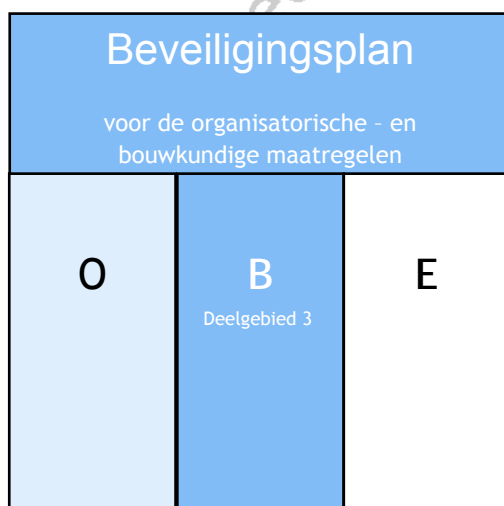 Beveiligingsplan
voor de organisatorische - en
bouwkundige maatregelen
O B E
Deelgebied 3